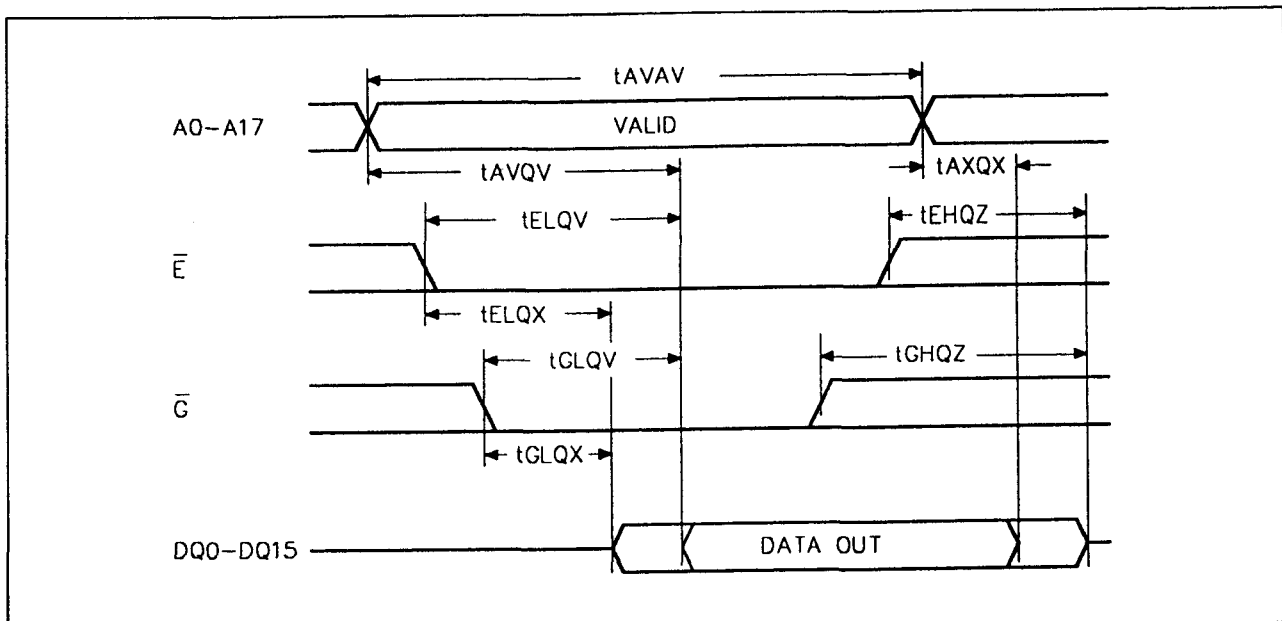 tAVAV
A0-A17
VALID
tAVQV
tAXQX
tELQV
tEHQZ
E̅
tELQX
tGLQV
tGHQZ
G̅
tGLQX
DQ0-DQ15
DATA OUT